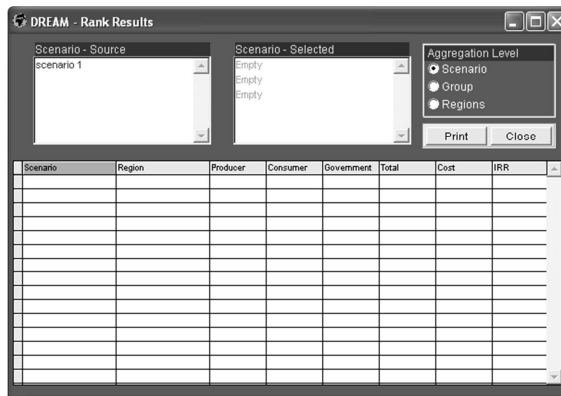 DREAM - Rank Results
Scenario - Source
scenario 1
Scenario - Selected
Empty
Empty
Empty
Aggregation Level
Scenario
Group
Regions
Print Close
Scenario Region Producer Consumer Government Total Cost IRR